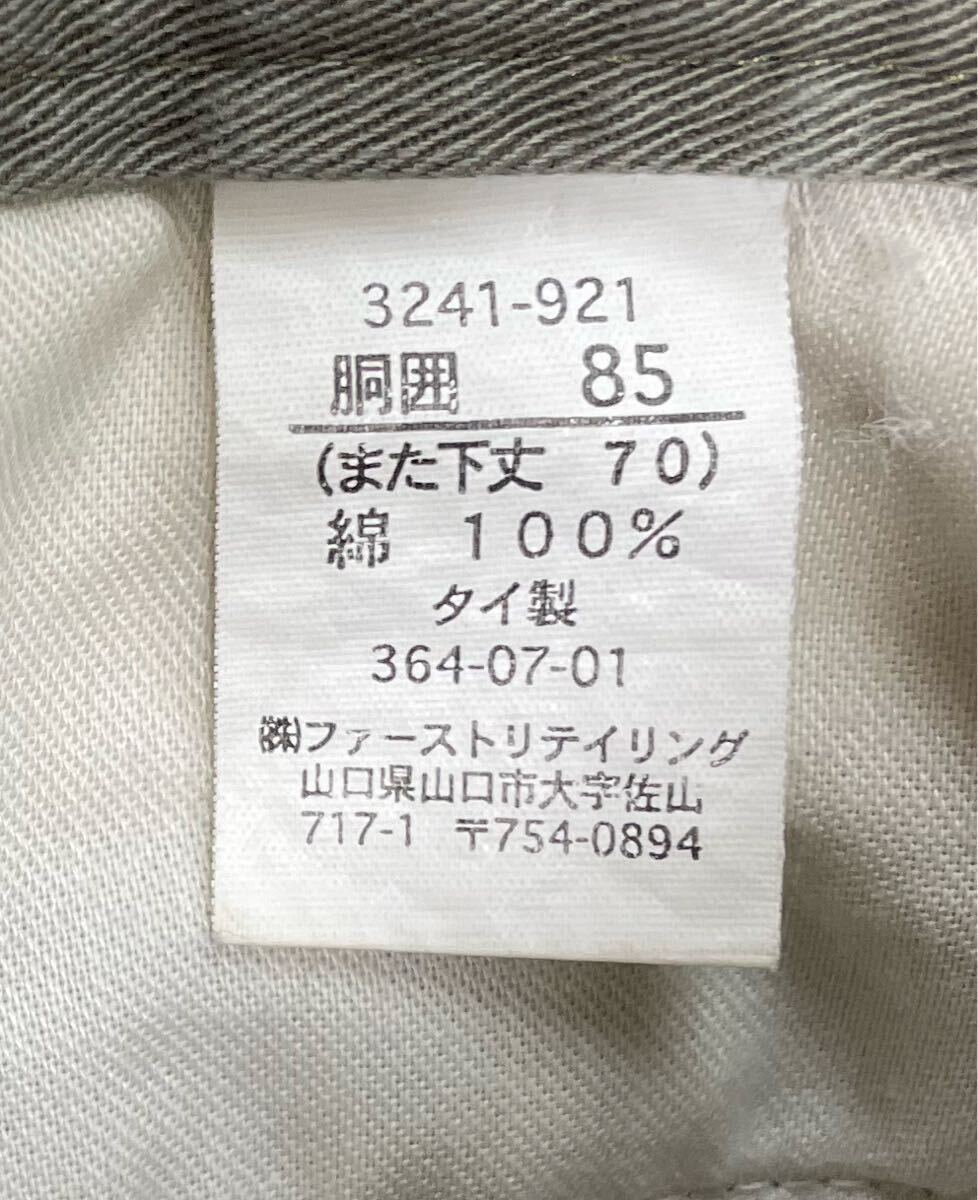 3241-921
胴囲 85
(また下丈 70)
綿 100%
タイ製
364-07-01
㈱ファーストリテイリング
山口県山口市大字佐山
717-1 〒754-0894